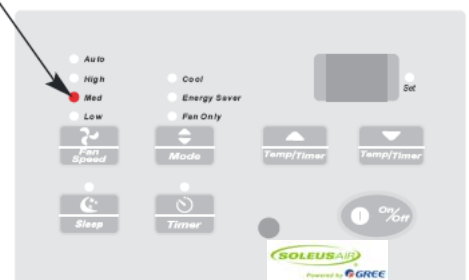 Auto
High
Med
Low
Cool
Energy Saver
Fan Only
Set
Fan
Speed
Mode
Temp/Timer
Temp/Timer
Sleep
Timer
On/Off
SOLEUSAIR
Powered by GREE